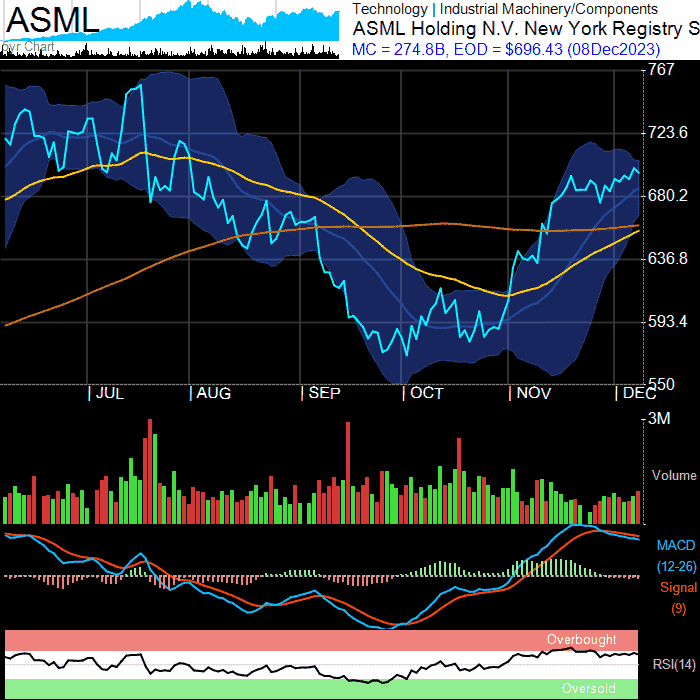 ASML
Technology | Industrial Machinery/Components
ASML Holding N.V. New York Registry S
MC = 274.8B, EOD = $696.43 (08Dec2023)
Chart
767
723.6
680.2
636.8
593.4
550
| JUL | AUG | SEP | OCT | NOV | DEC
3M
Volume
MACD
(12-26)
Signal
(9)
Overbought
RSI(14)
Oversold